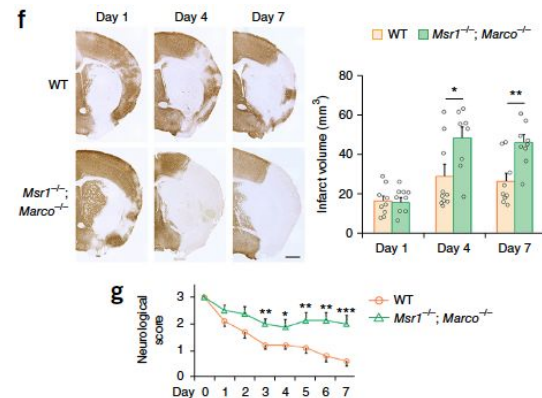 f
Day 1 Day 4 Day 7
WT
Msr1–/–;
Marco–/–
WT Msr1–/–; Marco–/–
Infarct volume (mm3)
80
60
40
20
0
* **
Day 1 Day 4 Day 7
g
Neurological
score
3
2
1
0
** * ** ** ***
WT
Msr1–/–; Marco–/–
Day 0 1 2 3 4 5 6 7